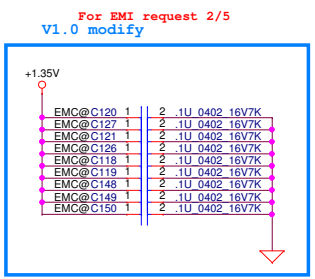 For EMI request 2/5
V1.0 modify
+1.35V
EMC@C120 1 2 .1U_0402_16V7K
EMC@C127 1 2 .1U_0402_16V7K
EMC@C121 1 2 .1U_0402_16V7K
EMC@C126 1 2 .1U_0402_16V7K
EMC@C118 1 2 .1U_0402_16V7K
EMC@C119 1 2 .1U_0402_16V7K
EMC@C148 1 2 .1U_0402_16V7K
EMC@C149 1 2 .1U_0402_16V7K
EMC@C150 1 2 .1U_0402_16V7K